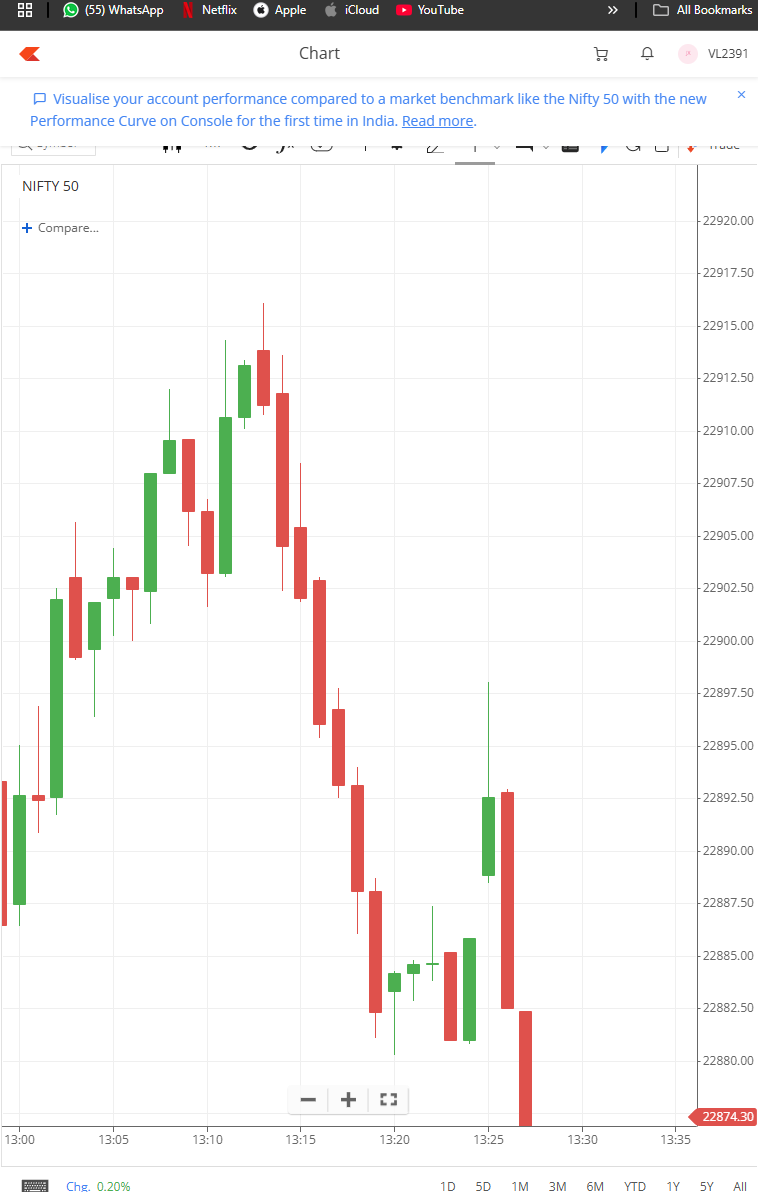 (55) WhatsApp Netflix Apple iCloud YouTube » All Bookmarks
Chart VL2391
Visualise your account performance compared to a market benchmark like the Nifty 50 with the new
Performance Curve on Console for the first time in India. Read more.
NIFTY 50
+ Compare...
22920.00
22917.50
22915.00
22912.50
22910.00
22907.50
22905.00
22902.50
22900.00
22897.50
22895.00
22892.50
22890.00
22887.50
22885.00
22882.50
22880.00
22874.30
13:00 13:05 13:10 13:15 13:20 13:25 13:30 13:35
Chg. 0.20% 1D 5D 1M 3M 6M YTD 1Y 5Y All